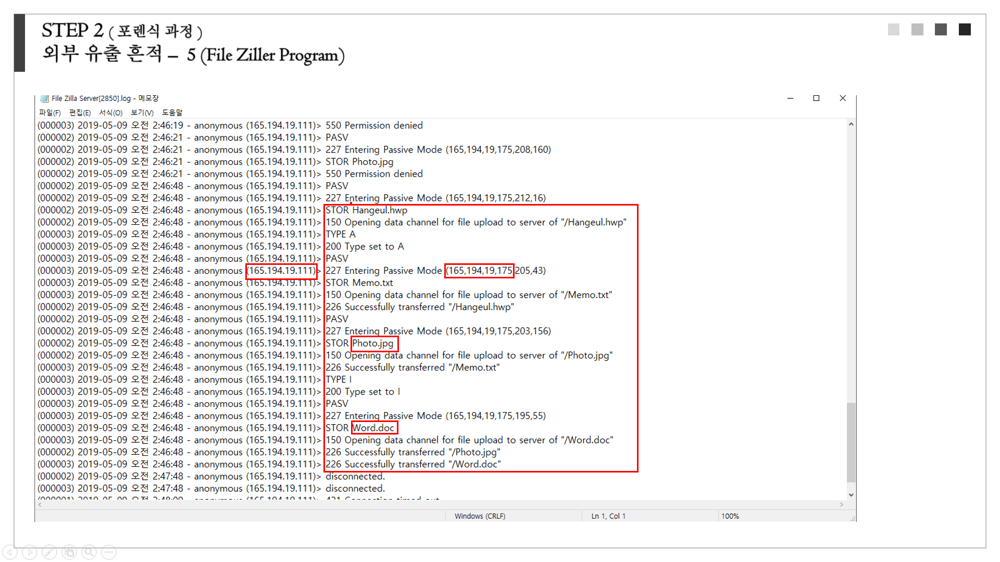 STEP 2 ( 포렌식 과정 )
외부 유출 흔적 – 5 (File Ziller Program)
File Zilla Server[2850].log - 메모장
파일(F) 편집(E) 서식(O) 보기(V) 도움말
(000003) 2019-05-09 오전 2:46:19 - anonymous (165.194.19.111)> 550 Permission denied
(000002) 2019-05-09 오전 2:46:21 - anonymous (165.194.19.111)> PASV
(000002) 2019-05-09 오전 2:46:21 - anonymous (165.194.19.111)> 227 Entering Passive Mode (165,194,19,175,208,160)
(000002) 2019-05-09 오전 2:46:21 - anonymous (165.194.19.111)> STOR Photo.jpg
(000002) 2019-05-09 오전 2:46:21 - anonymous (165.194.19.111)> 550 Permission denied
(000002) 2019-05-09 오전 2:46:48 - anonymous (165.194.19.111)> PASV
(000002) 2019-05-09 오전 2:46:48 - anonymous (165.194.19.111)> 227 Entering Passive Mode (165,194,19,175,212,16)
(000002) 2019-05-09 오전 2:46:48 - anonymous (165.194.19.111)> STOR Hangeul.hwp
(000002) 2019-05-09 오전 2:46:48 - anonymous (165.194.19.111)> 150 Opening data channel for file upload to server of "/Hangeul.hwp"
(000003) 2019-05-09 오전 2:46:48 - anonymous (165.194.19.111)> TYPE A
(000003) 2019-05-09 오전 2:46:48 - anonymous (165.194.19.111)> 200 Type set to A
(000003) 2019-05-09 오전 2:46:48 - anonymous (165.194.19.111)> PASV
(000003) 2019-05-09 오전 2:46:48 - anonymous (165.194.19.111)> 227 Entering Passive Mode (165,194,19,175,205,43)
(000003) 2019-05-09 오전 2:46:48 - anonymous (165.194.19.111)> STOR Memo.txt
(000003) 2019-05-09 오전 2:46:48 - anonymous (165.194.19.111)> 150 Opening data channel for file upload to server of "/Memo.txt"
(000002) 2019-05-09 오전 2:46:48 - anonymous (165.194.19.111)> 226 Successfully transferred "/Hangeul.hwp"
(000002) 2019-05-09 오전 2:46:48 - anonymous (165.194.19.111)> PASV
(000002) 2019-05-09 오전 2:46:48 - anonymous (165.194.19.111)> 227 Entering Passive Mode (165,194,19,175,203,156)
(000002) 2019-05-09 오전 2:46:48 - anonymous (165.194.19.111)> STOR Photo.jpg
(000002) 2019-05-09 오전 2:46:48 - anonymous (165.194.19.111)> 150 Opening data channel for file upload to server of "/Photo.jpg"
(000003) 2019-05-09 오전 2:46:48 - anonymous (165.194.19.111)> 226 Successfully transferred "/Memo.txt"
(000003) 2019-05-09 오전 2:46:48 - anonymous (165.194.19.111)> TYPE I
(000003) 2019-05-09 오전 2:46:48 - anonymous (165.194.19.111)> 200 Type set to I
(000003) 2019-05-09 오전 2:46:48 - anonymous (165.194.19.111)> PASV
(000003) 2019-05-09 오전 2:46:48 - anonymous (165.194.19.111)> 227 Entering Passive Mode (165,194,19,175,195,55)
(000003) 2019-05-09 오전 2:46:48 - anonymous (165.194.19.111)> STOR Word.doc
(000003) 2019-05-09 오전 2:46:48 - anonymous (165.194.19.111)> 150 Opening data channel for file upload to server of "/Word.doc"
(000002) 2019-05-09 오전 2:46:48 - anonymous (165.194.19.111)> 226 Successfully transferred "/Photo.jpg"
(000003) 2019-05-09 오전 2:46:48 - anonymous (165.194.19.111)> 226 Successfully transferred "/Word.doc"
(000002) 2019-05-09 오전 2:47:48 - anonymous (165.194.19.111)> disconnected.
(000003) 2019-05-09 오전 2:47:48 - anonymous (165.194.19.111)> disconnected.
(000001) 2019-05-09 오전 2:48:09 - anonymous (165.194.19.111)> 421 Connection timed out
Windows (CRLF) Ln 1, Col 1 100%